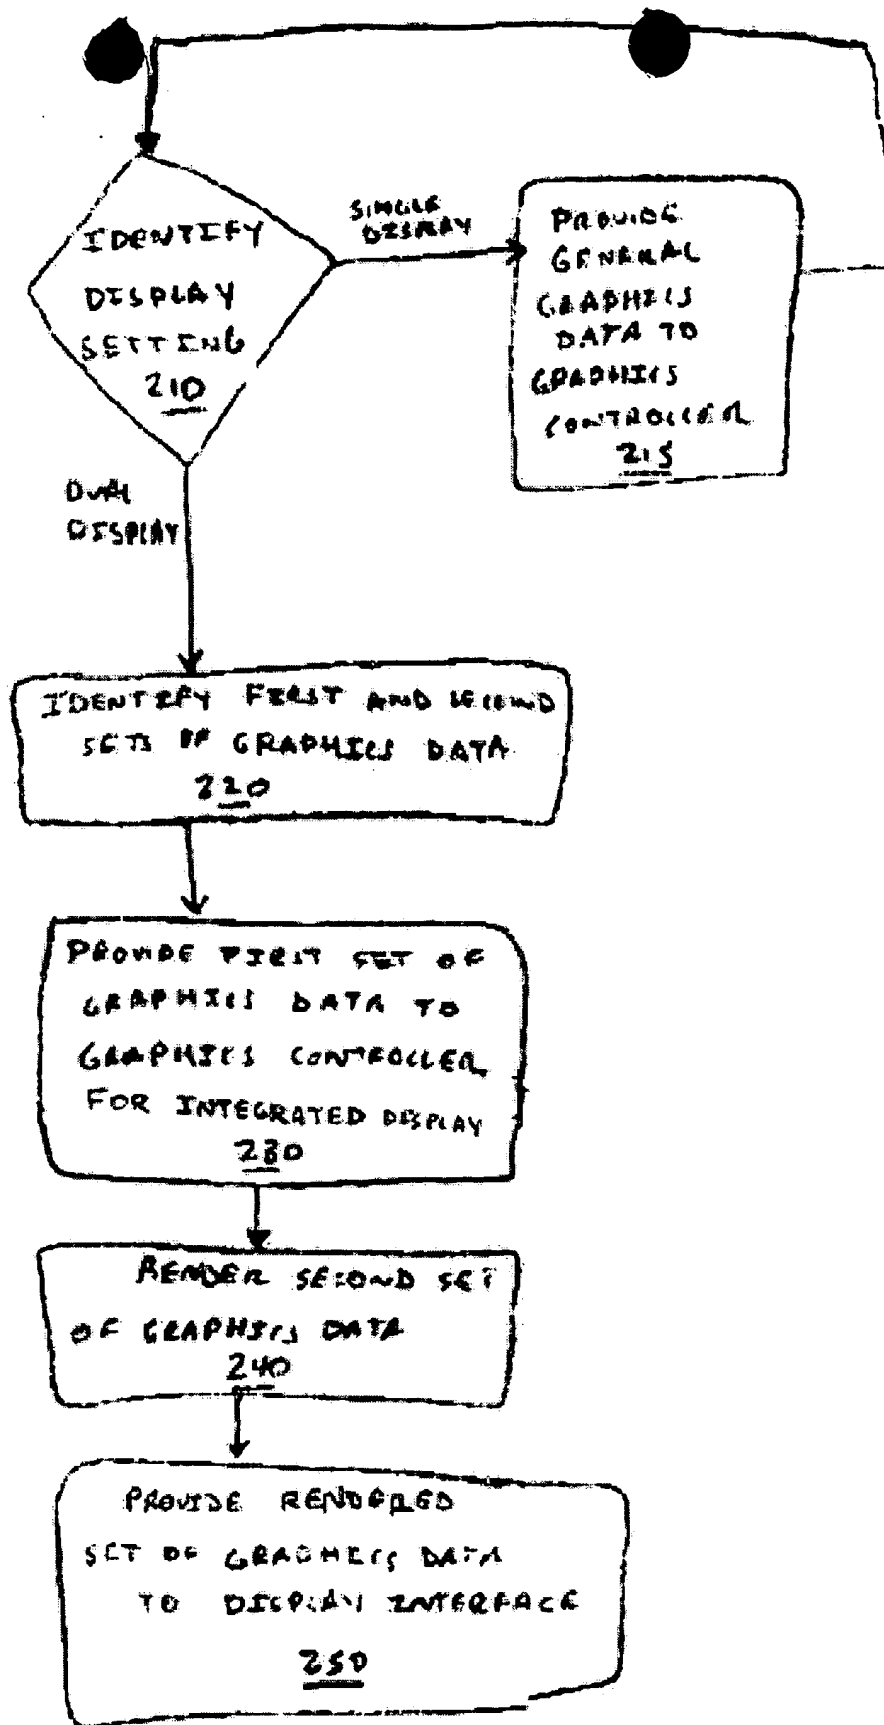 IDENTIFY
DISPLAY
SETTING
210
SINGLE
DISPLAY
PROVIDE
GENERAL
GRAPHICS
DATA TO
GRAPHICS
CONTROLLER
215
DUAL
DISPLAY
IDENTIFY FIRST AND SECOND
SETS OF GRAPHICS DATA
220
PROVIDE FIRST SET OF
GRAPHICS DATA TO
GRAPHICS CONTROLLER
FOR INTEGRATED DISPLAY
230
RENDER SECOND SET
OF GRAPHICS DATA
240
PROVIDE RENDERED
SET OF GRAPHICS DATA
TO DISPLAY INTERFACE
250